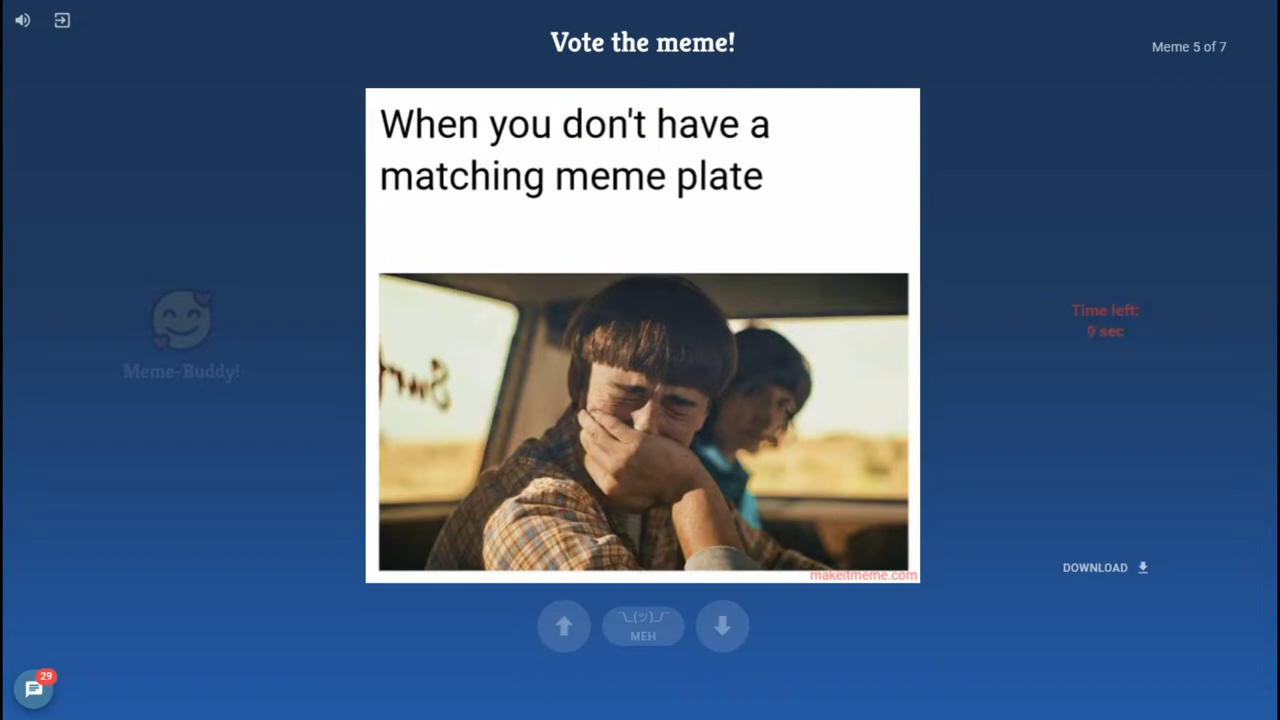 Vote the meme!
Meme 5 of 7
When you don't have a
matching meme plate
Meme-Buddy!
Time left:
0 sec
makeitmeme.com
DOWNLOAD
¯\_(ツ)_/¯
MEH
29